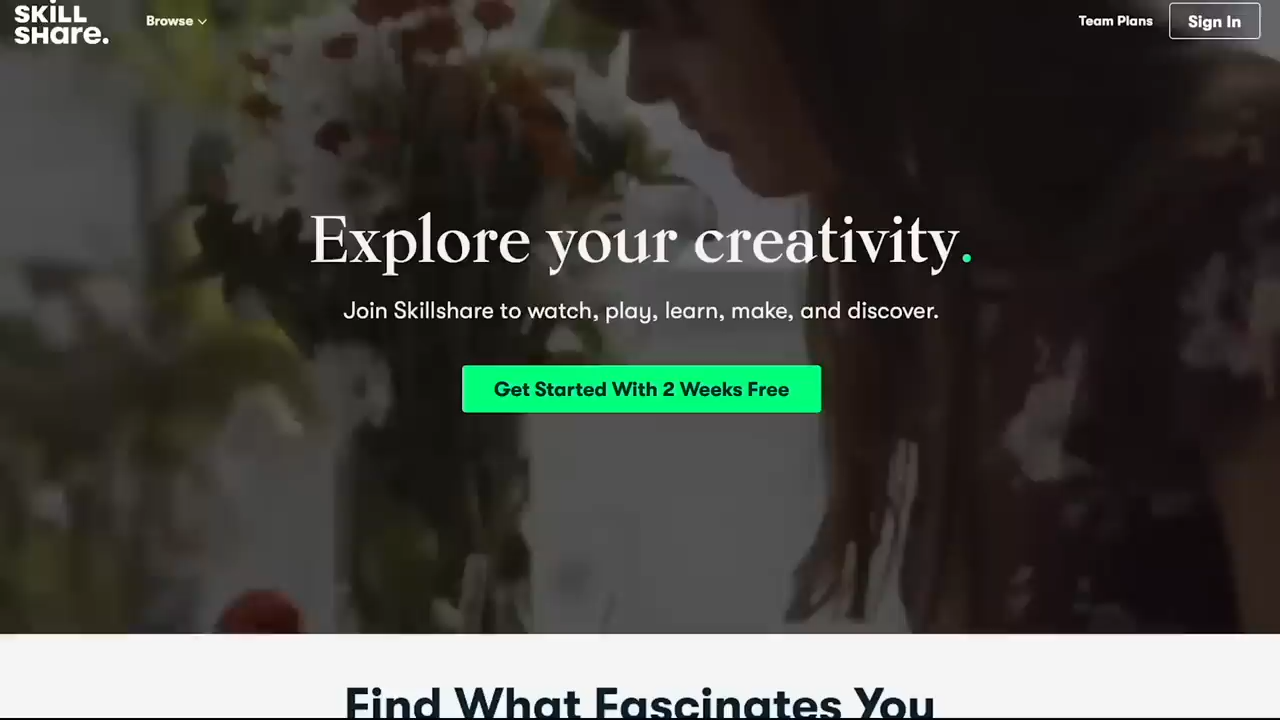 SKILL
SHare.
Browse
Team Plans
Sign In
Explore your creativity.
Join Skillshare to watch, play, learn, make, and discover.
Get Started With 2 Weeks Free
Find What Fascinates You